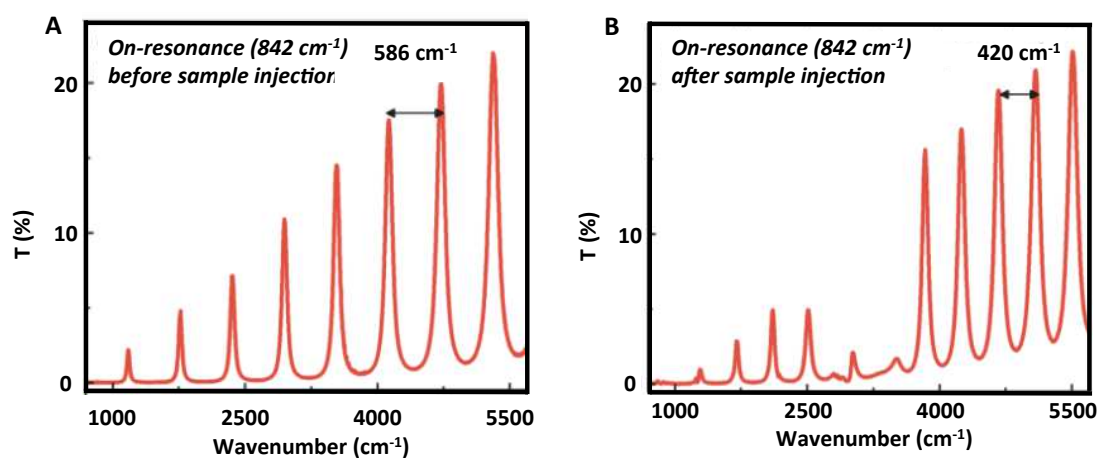 A
On-resonance (842 cm⁻¹)
before sample injection
586 cm⁻¹
T (%)
20
10
0
1000
2500
4000
5500
Wavenumber (cm⁻¹)
B
On-resonance (842 cm⁻¹)
after sample injection
420 cm⁻¹
T (%)
20
10
0
1000
2500
4000
5500
Wavenumber (cm⁻¹)